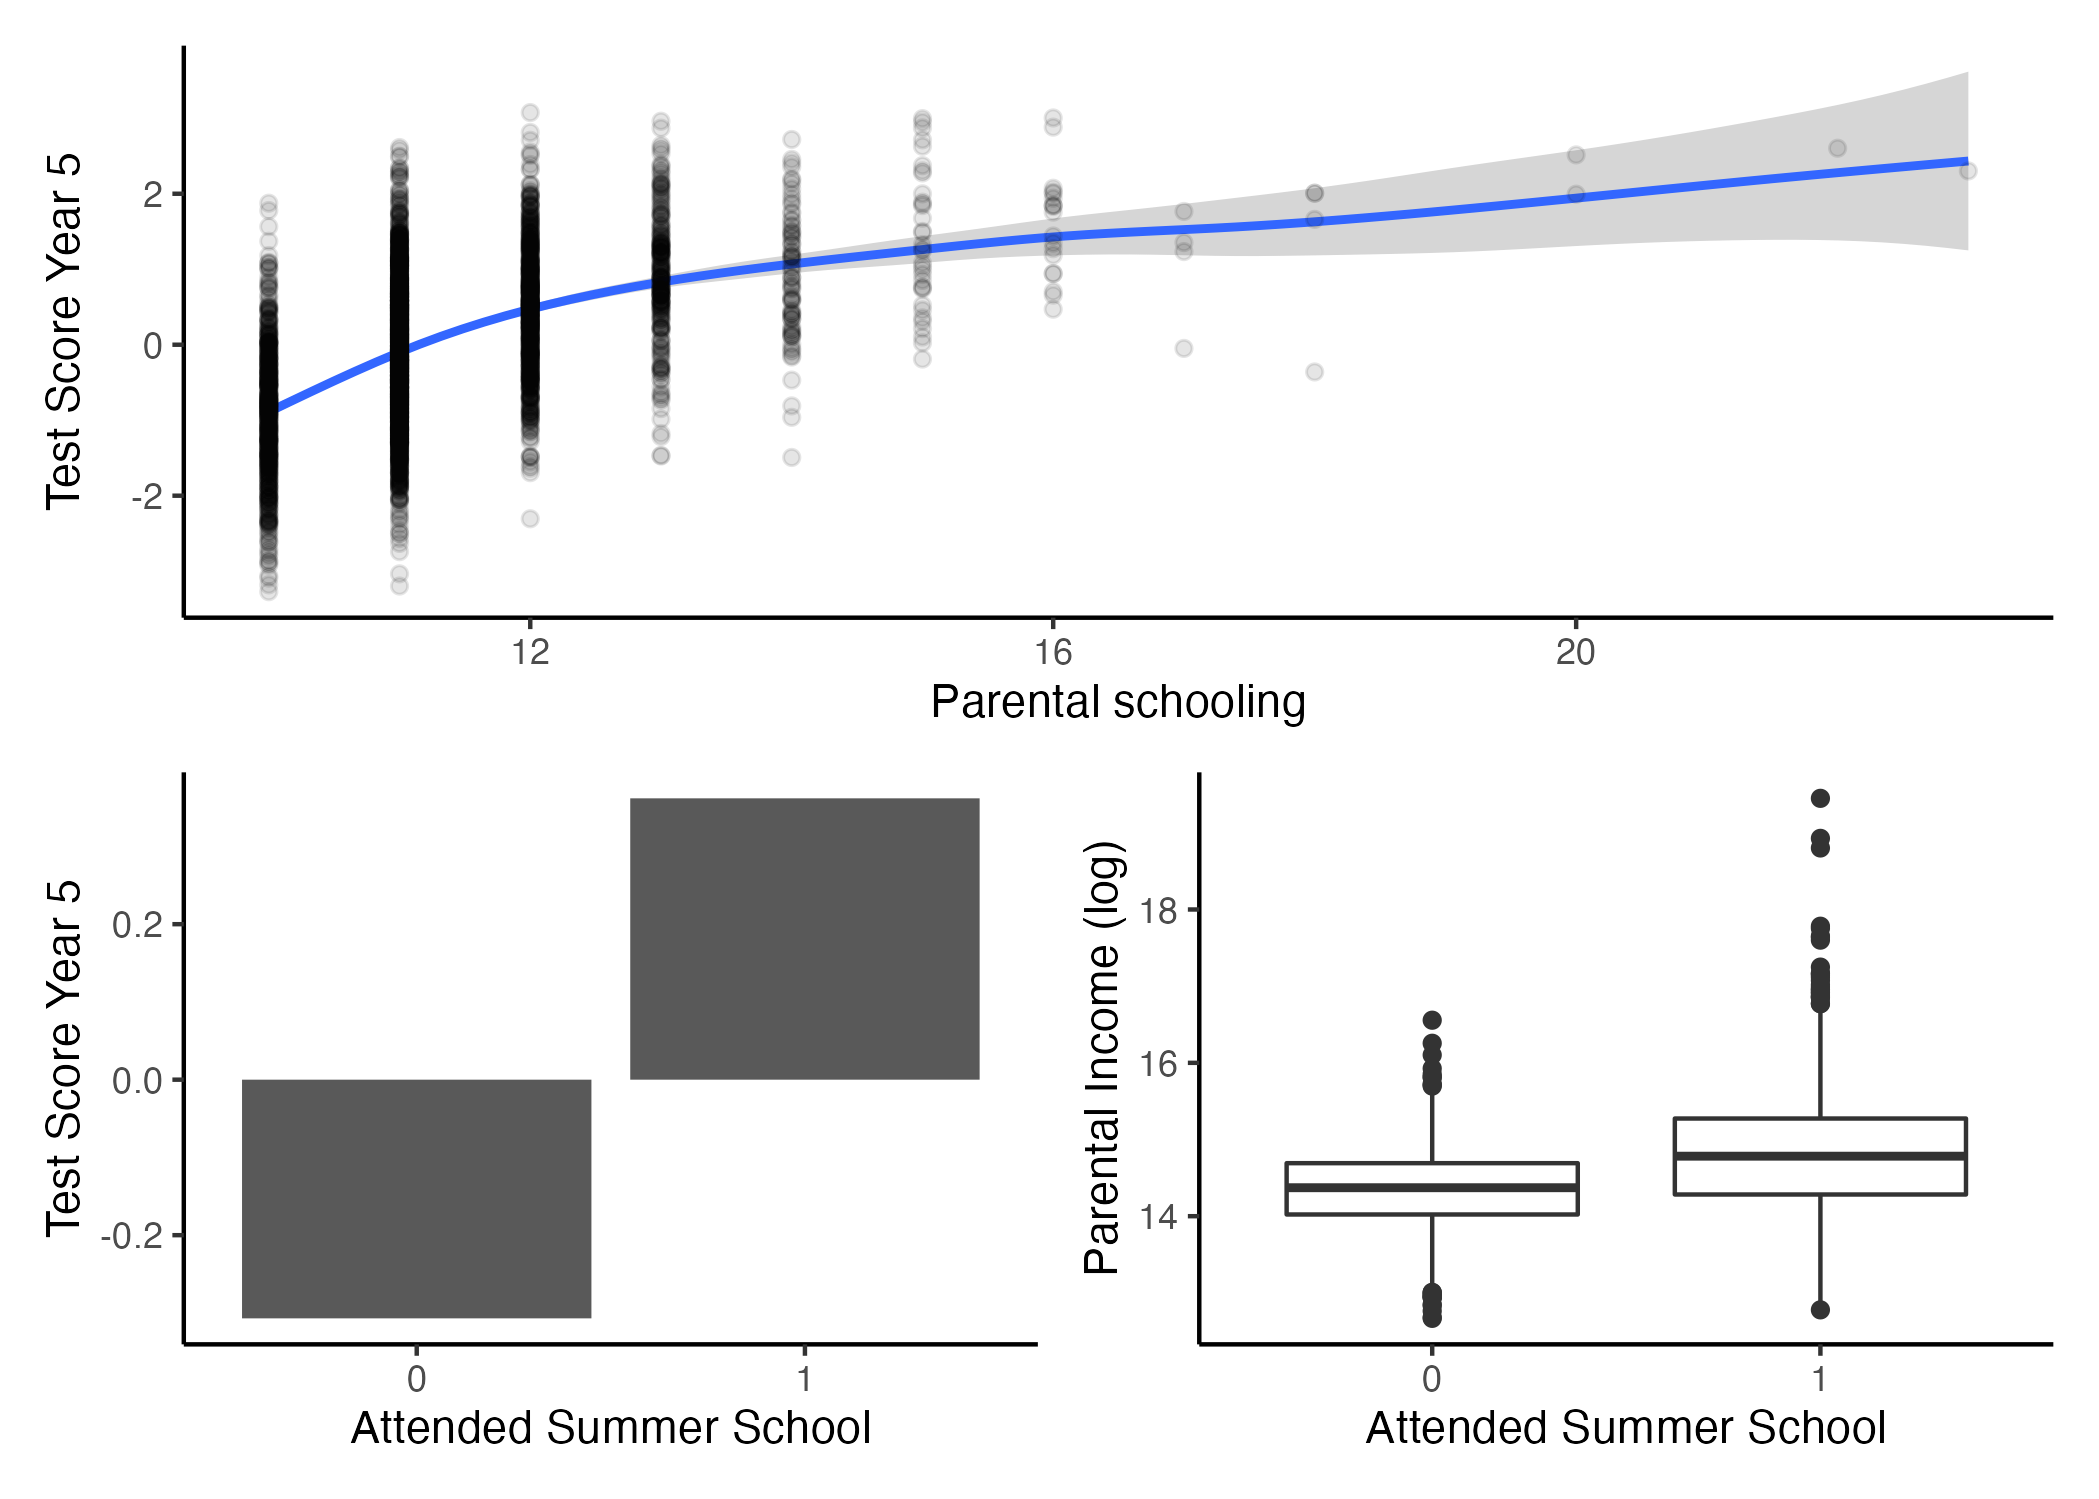 Test Score Year 5
2
0
-2
12 16 20
Parental schooling
Test Score Year 5
0.2
0.0
-0.2
0 1
Attended Summer School
Parental Income (log)
18
16
14
0 1
Attended Summer School